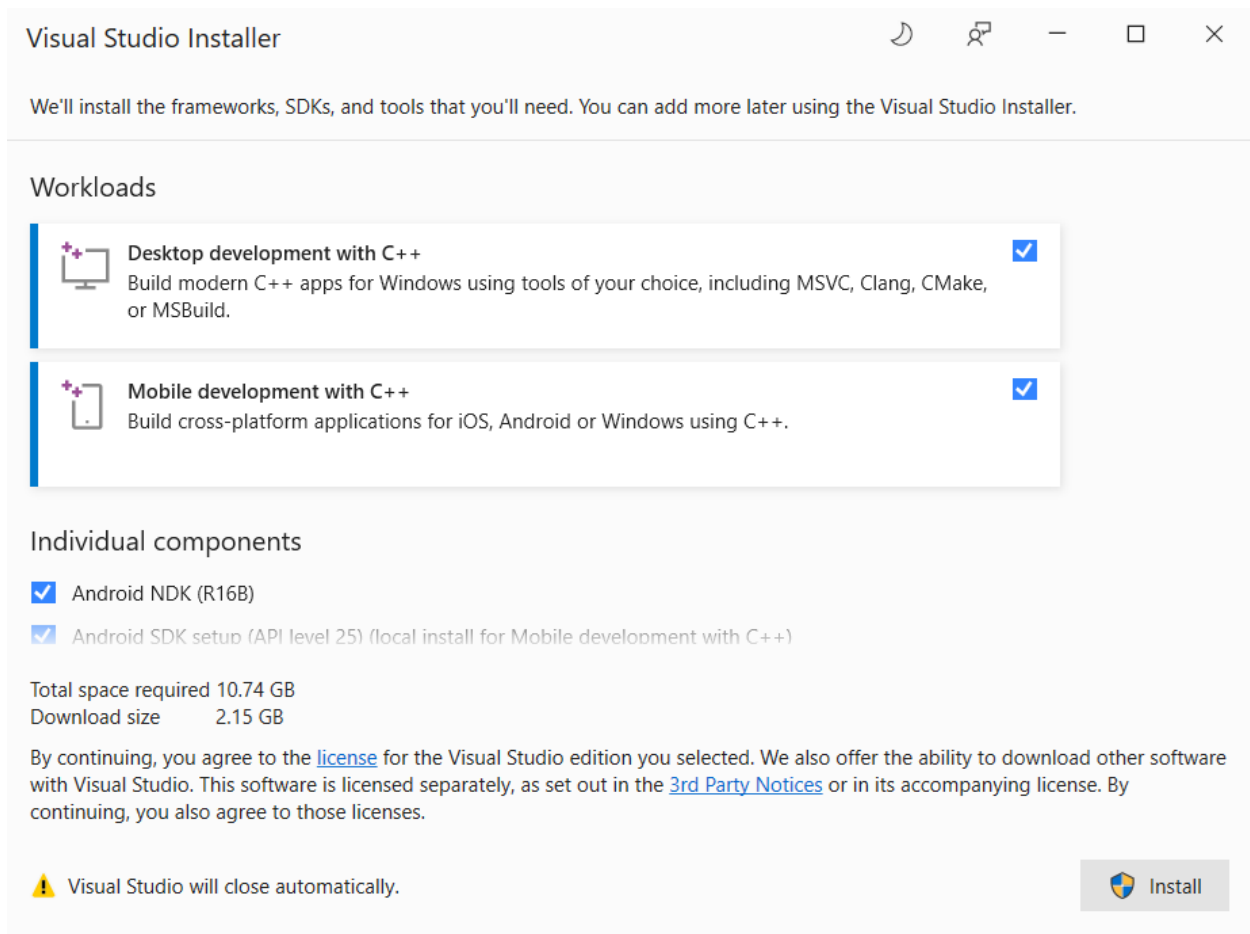 Visual Studio Installer
We'll install the frameworks, SDKs, and tools that you'll need. You can add more later using the Visual Studio Installer.
Workloads
Desktop development with C++
Build modern C++ apps for Windows using tools of your choice, including MSVC, Clang, CMake,
or MSBuild.
Mobile development with C++
Build cross-platform applications for iOS, Android or Windows using C++.
Individual components
Android NDK (R16B)
Android SDK setup (API level 25) (local install for Mobile development with C++)
Total space required 10.74 GB
Download size 2.15 GB
By continuing, you agree to the license for the Visual Studio edition you selected. We also offer the ability to download other software
with Visual Studio. This software is licensed separately, as set out in the 3rd Party Notices or in its accompanying license. By
continuing, you also agree to those licenses.
Visual Studio will close automatically.
Install